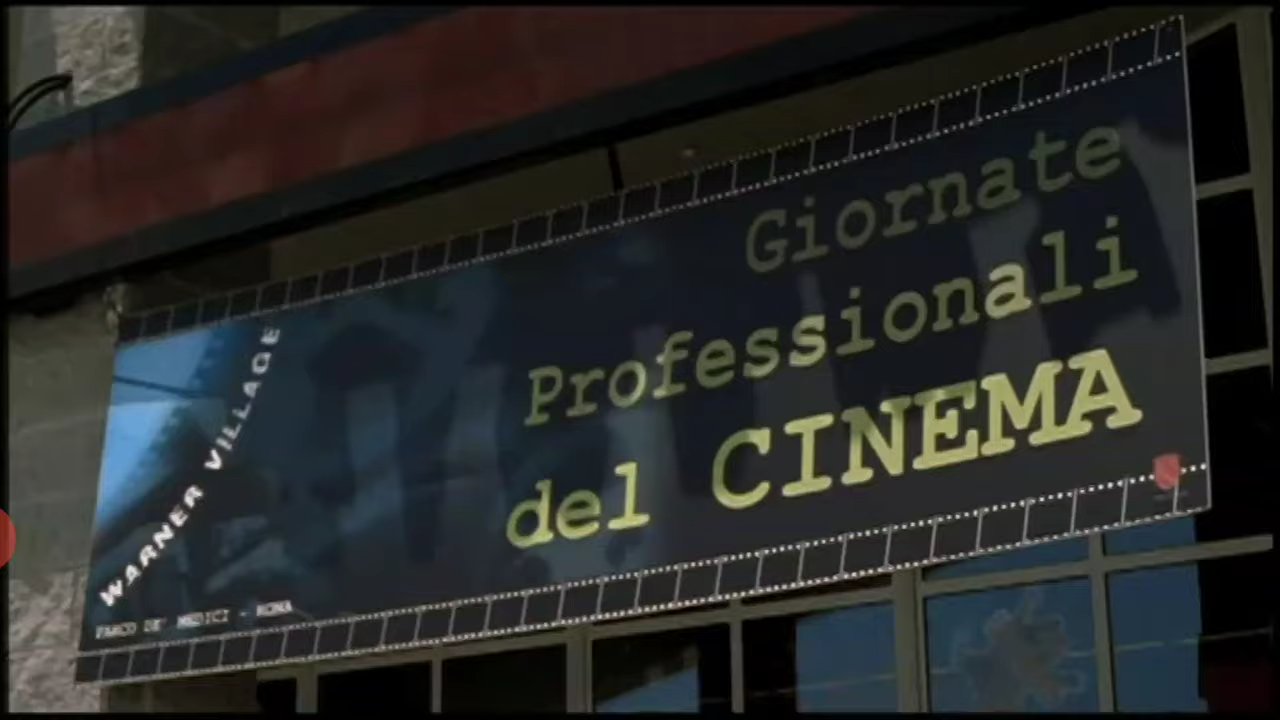 Giornate
Professionali
del CINEMA
WARNER VILLAGE
PARCO DE' MEDICI - ROMA